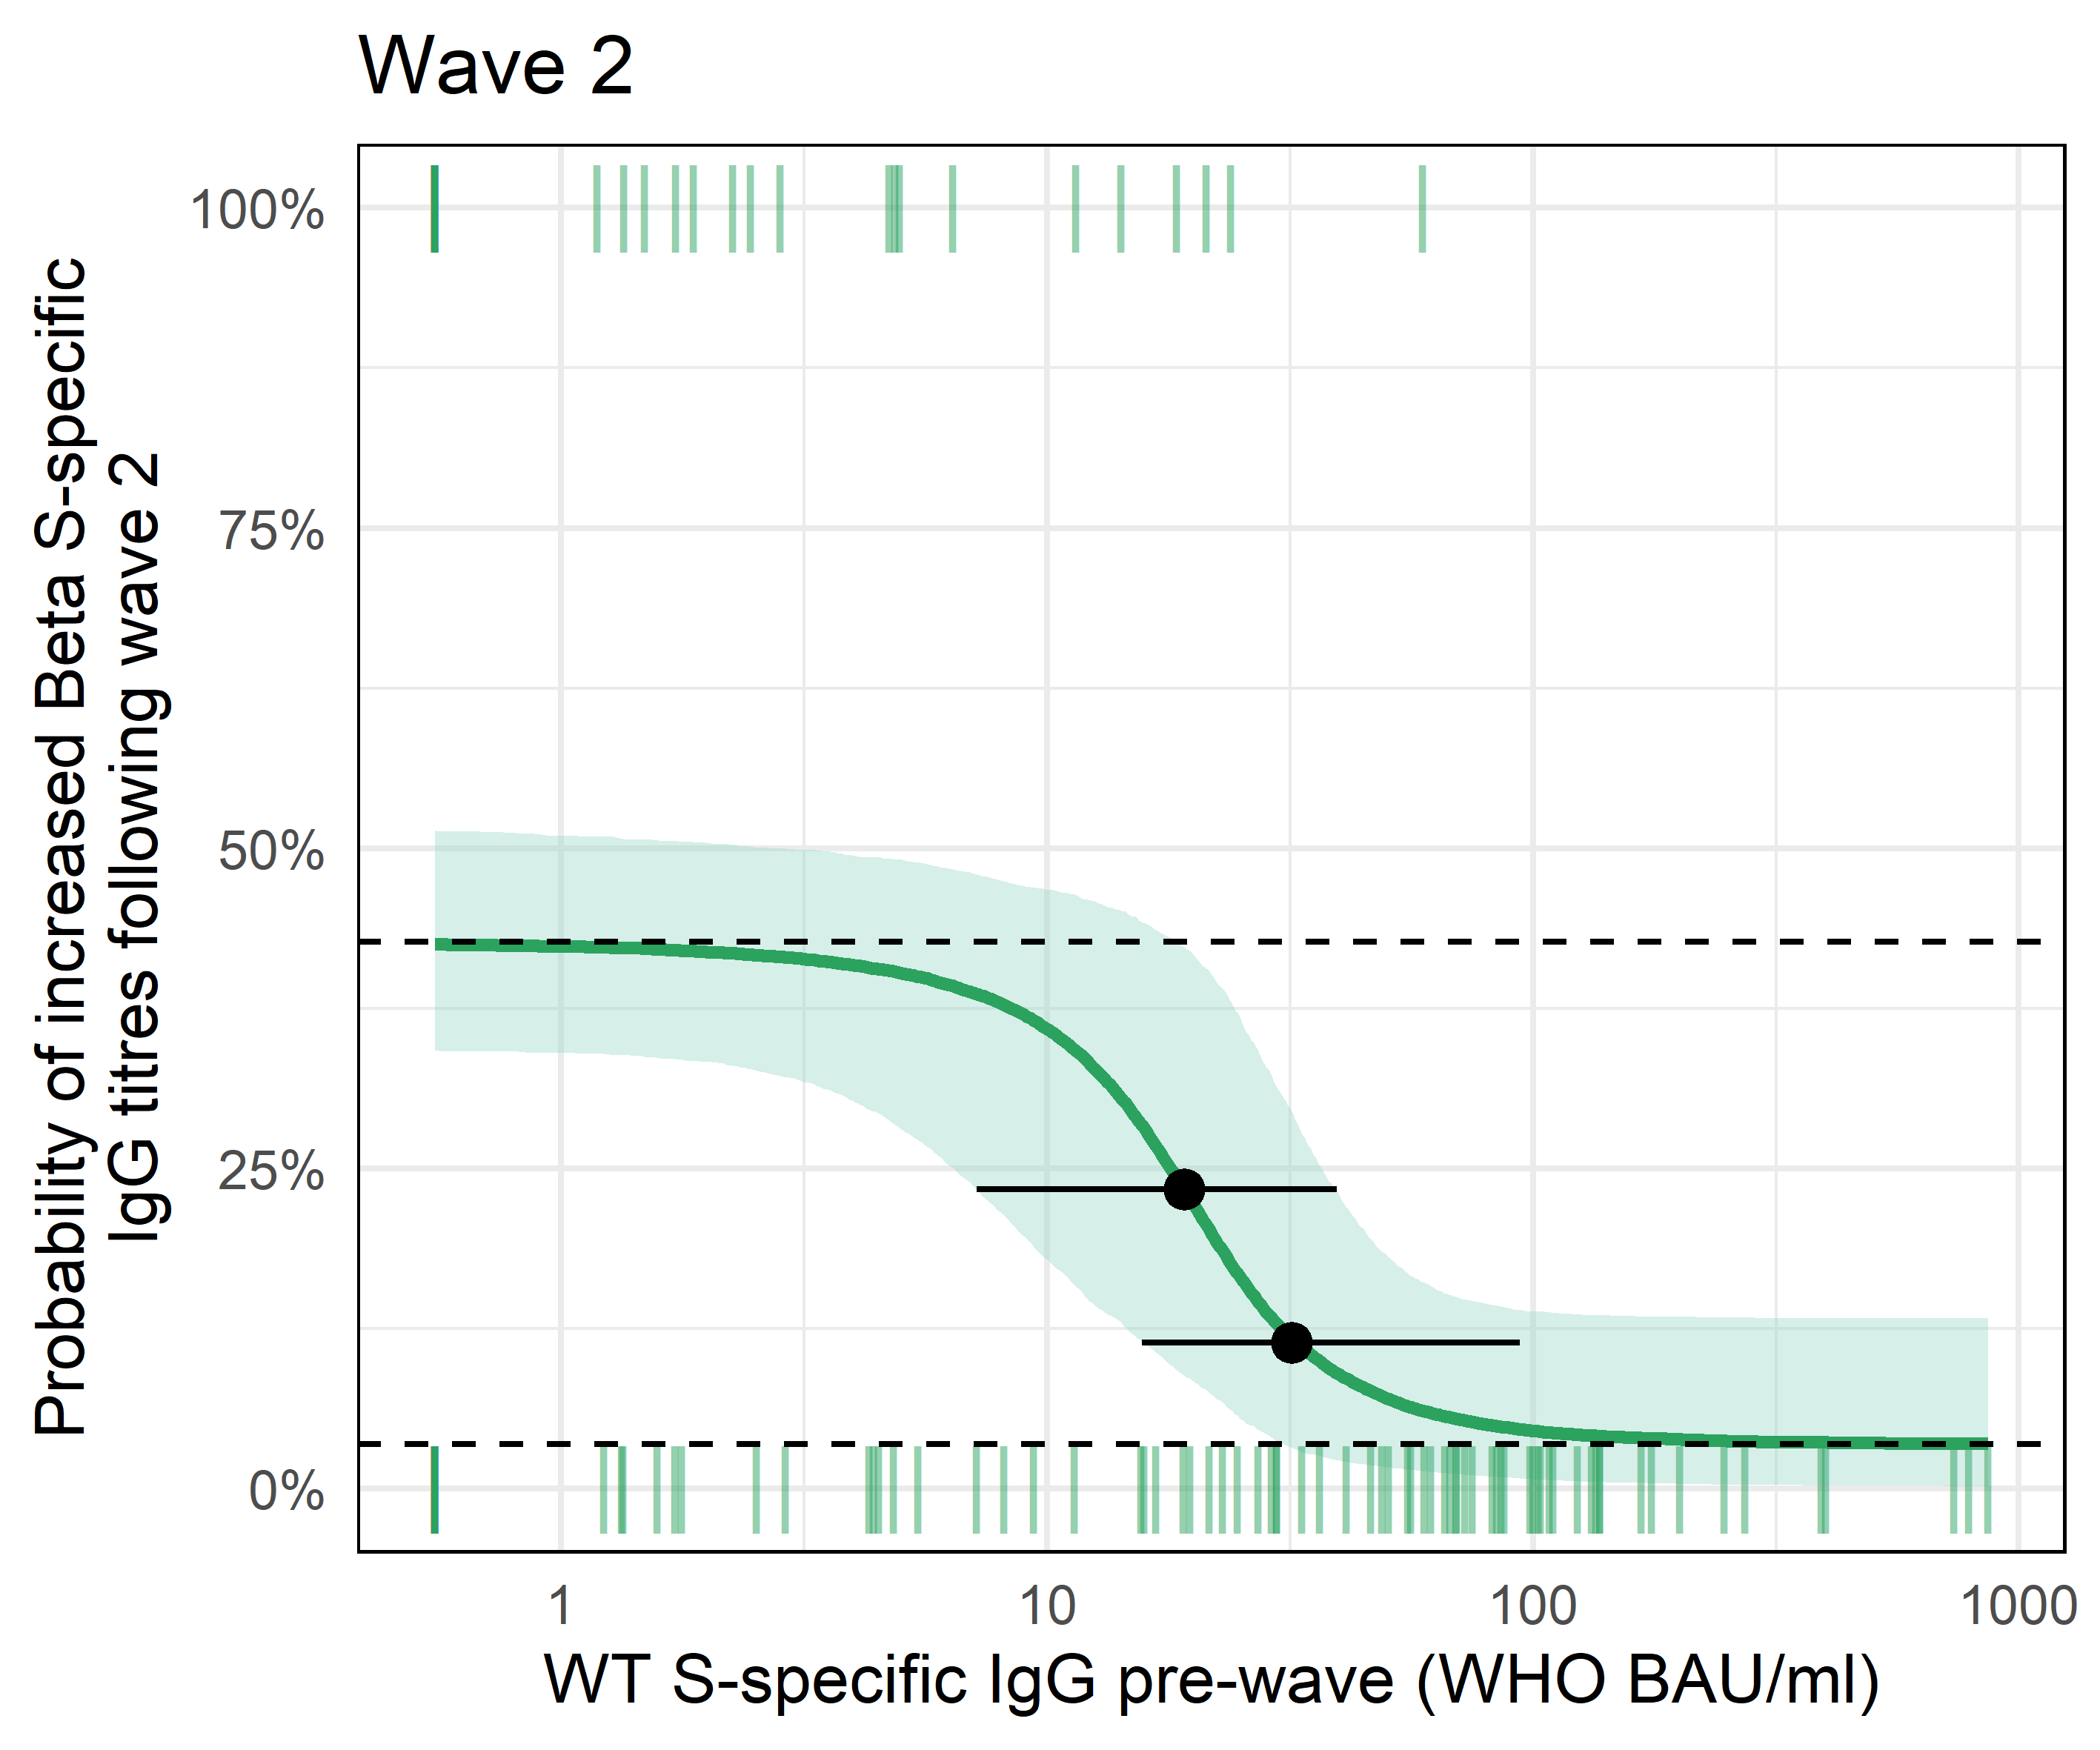 Wave 2
Probability of increased Beta S-specific
IgG titres following wave 2
100%
75%
50%
25%
0%
1 10 100 1000
WT S-specific IgG pre-wave (WHO BAU/ml)